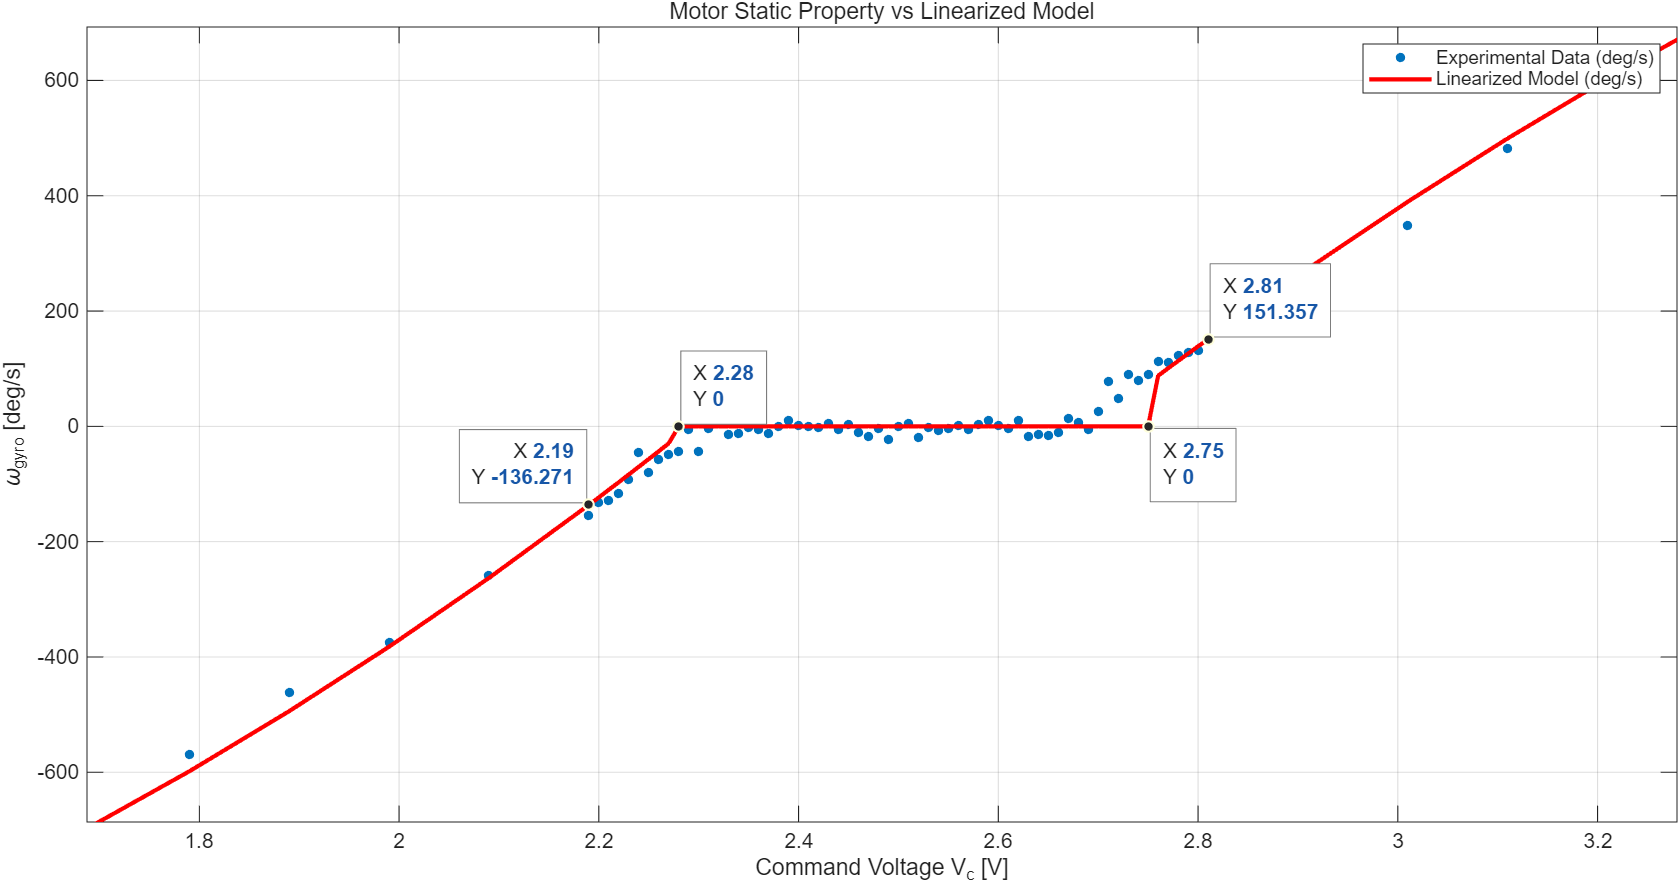 Motor Static Property vs Linearized Model
Experimental Data (deg/s)
Linearized Model (deg/s)
ω_gyro [deg/s]
600
400
200
0
-200
-400
-600
X 2.81
Y 151.357
X 2.28
Y 0
X 2.19
Y -136.271
X 2.75
Y 0
1.8
2
2.2
2.4
2.6
2.8
3
3.2
Command Voltage V_c [V]